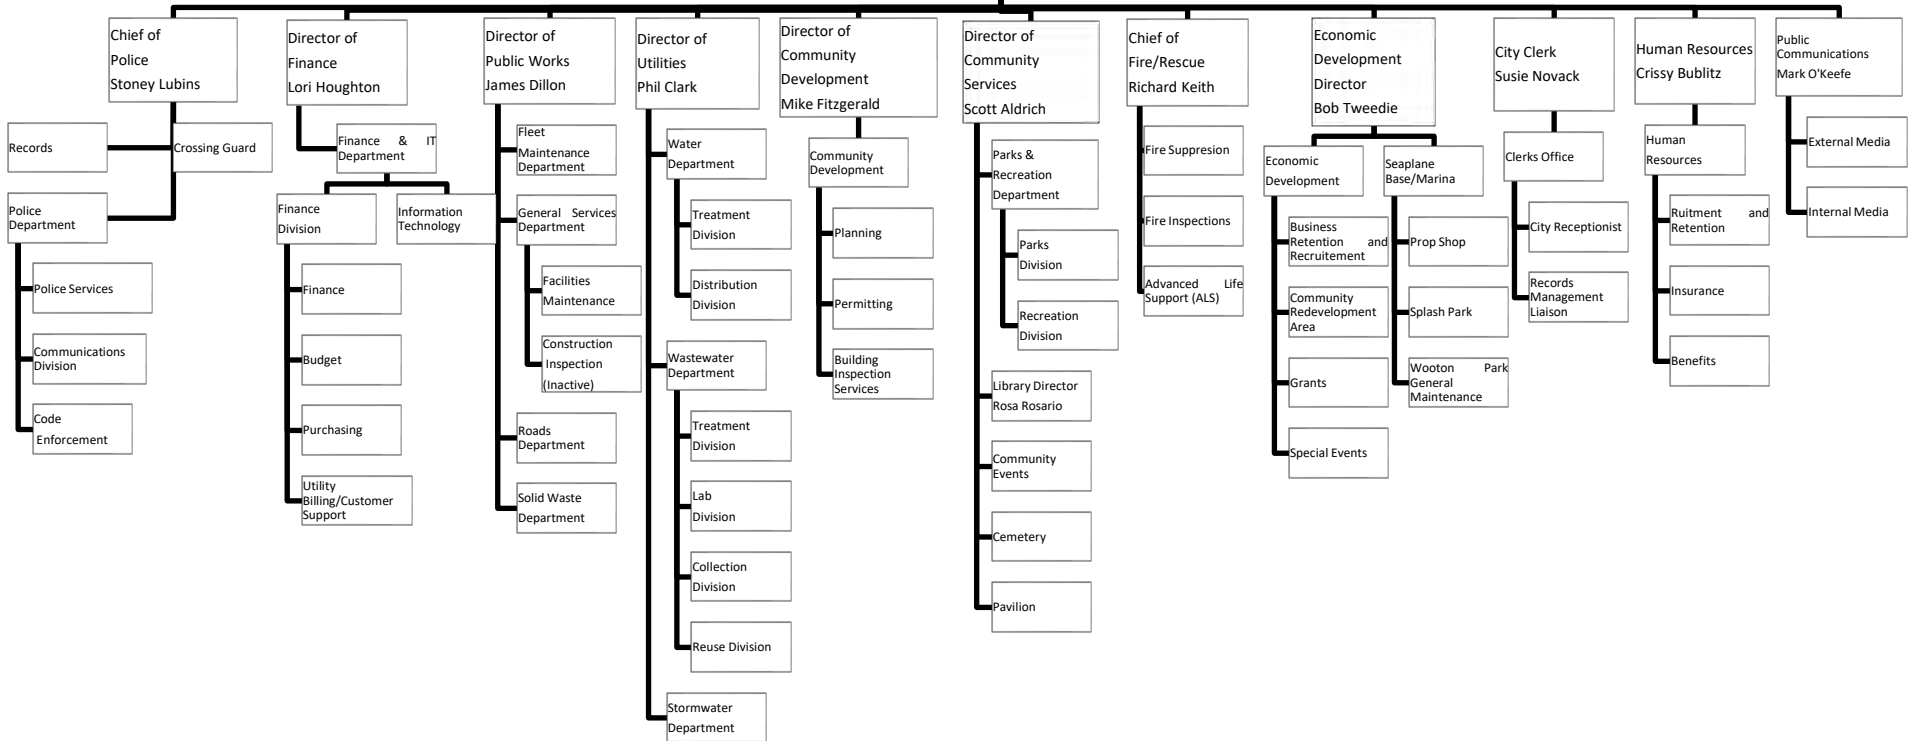 Chief of
Police
Stoney Lubins
Records
Crossing Guard
Police
Department
Police Services
Communications
Division
Code
Enforcement
Director of
Finance
Lori Houghton
Finance & IT
Department
Finance
Division
Information
Technology
Finance
Budget
Purchasing
Utility
Billing/Customer
Support
Director of
Public Works
James Dillon
Fleet
Maintenance
Department
General Services
Department
Facilities
Maintenance
Construction
Inspection
(Inactive)
Roads
Department
Solid Waste
Department
Director of
Utilities
Phil Clark
Water
Department
Treatment
Division
Distribution
Division
Wastewater
Department
Treatment
Division
Lab
Division
Collection
Division
Reuse Division
Stormwater
Department
Director of
Community
Development
Mike Fitzgerald
Community
Development
Planning
Permitting
Building
Inspection
Services
Director of
Community
Services
Scott Aldrich
Parks &
Recreation
Department
Parks
Division
Recreation
Division
Library Director
Rosa Rosario
Community
Events
Cemetery
Pavilion
Chief of
Fire/Rescue
Richard Keith
Fire Suppresion
Fire Inspections
Advanced Life
Support (ALS)
Economic
Development
Director
Bob Tweedie
Economic
Development
Business
Retention and
Recruitement
Community
Redevelopment
Area
Grants
Special Events
Seaplane
Base/Marina
Prop Shop
Splash Park
Wooton Park
General
Maintenance
City Clerk
Susie Novack
Clerks Office
City Receptionist
Records
Management
Liaison
Human Resources
Crissy Bublitz
Human
Resources
Ruitment and
Retention
Insurance
Benefits
Public
Communications
Mark O'Keefe
External Media
Internal Media